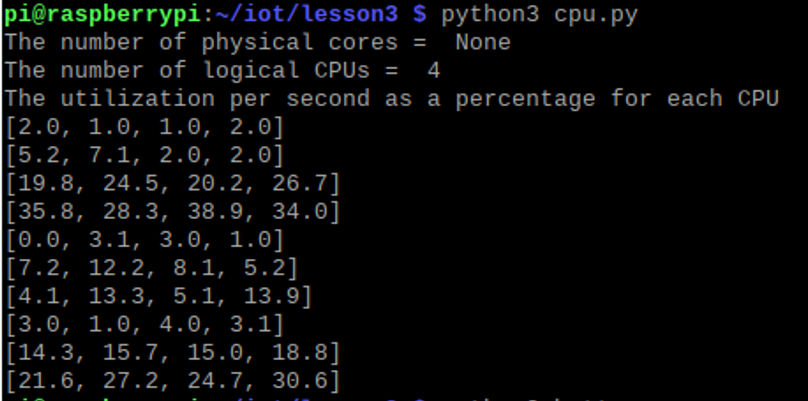 pi@raspberrypi:~/iot/lesson3 $ python3 cpu.py
The number of physical cores =  None
The number of logical CPUs =  4
The utilization per second as a percentage for each CPU
[2.0, 1.0, 1.0, 2.0]
[5.2, 7.1, 2.0, 2.0]
[19.8, 24.5, 20.2, 26.7]
[35.8, 28.3, 38.9, 34.0]
[0.0, 3.1, 3.0, 1.0]
[7.2, 12.2, 8.1, 5.2]
[4.1, 13.3, 5.1, 13.9]
[3.0, 1.0, 4.0, 3.1]
[14.3, 15.7, 15.0, 18.8]
[21.6, 27.2, 24.7, 30.6]